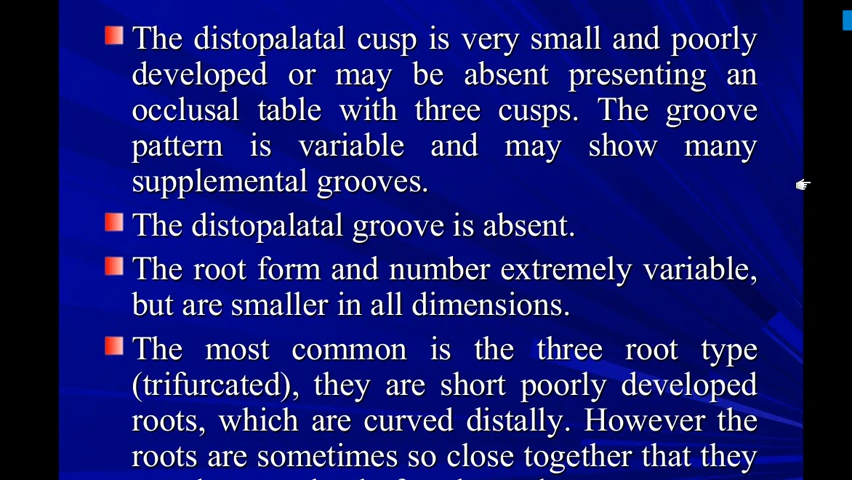 The distopalatal cusp is very small and poorly
developed or may be absent presenting an
occlusal table with three cusps. The groove
pattern is variable and may show many
supplemental grooves.
The distopalatal groove is absent.
The root form and number extremely variable,
but are smaller in all dimensions.
The most common is the three root type
(trifurcated), they are short poorly developed
roots, which are curved distally. However the
roots are sometimes so close together that they